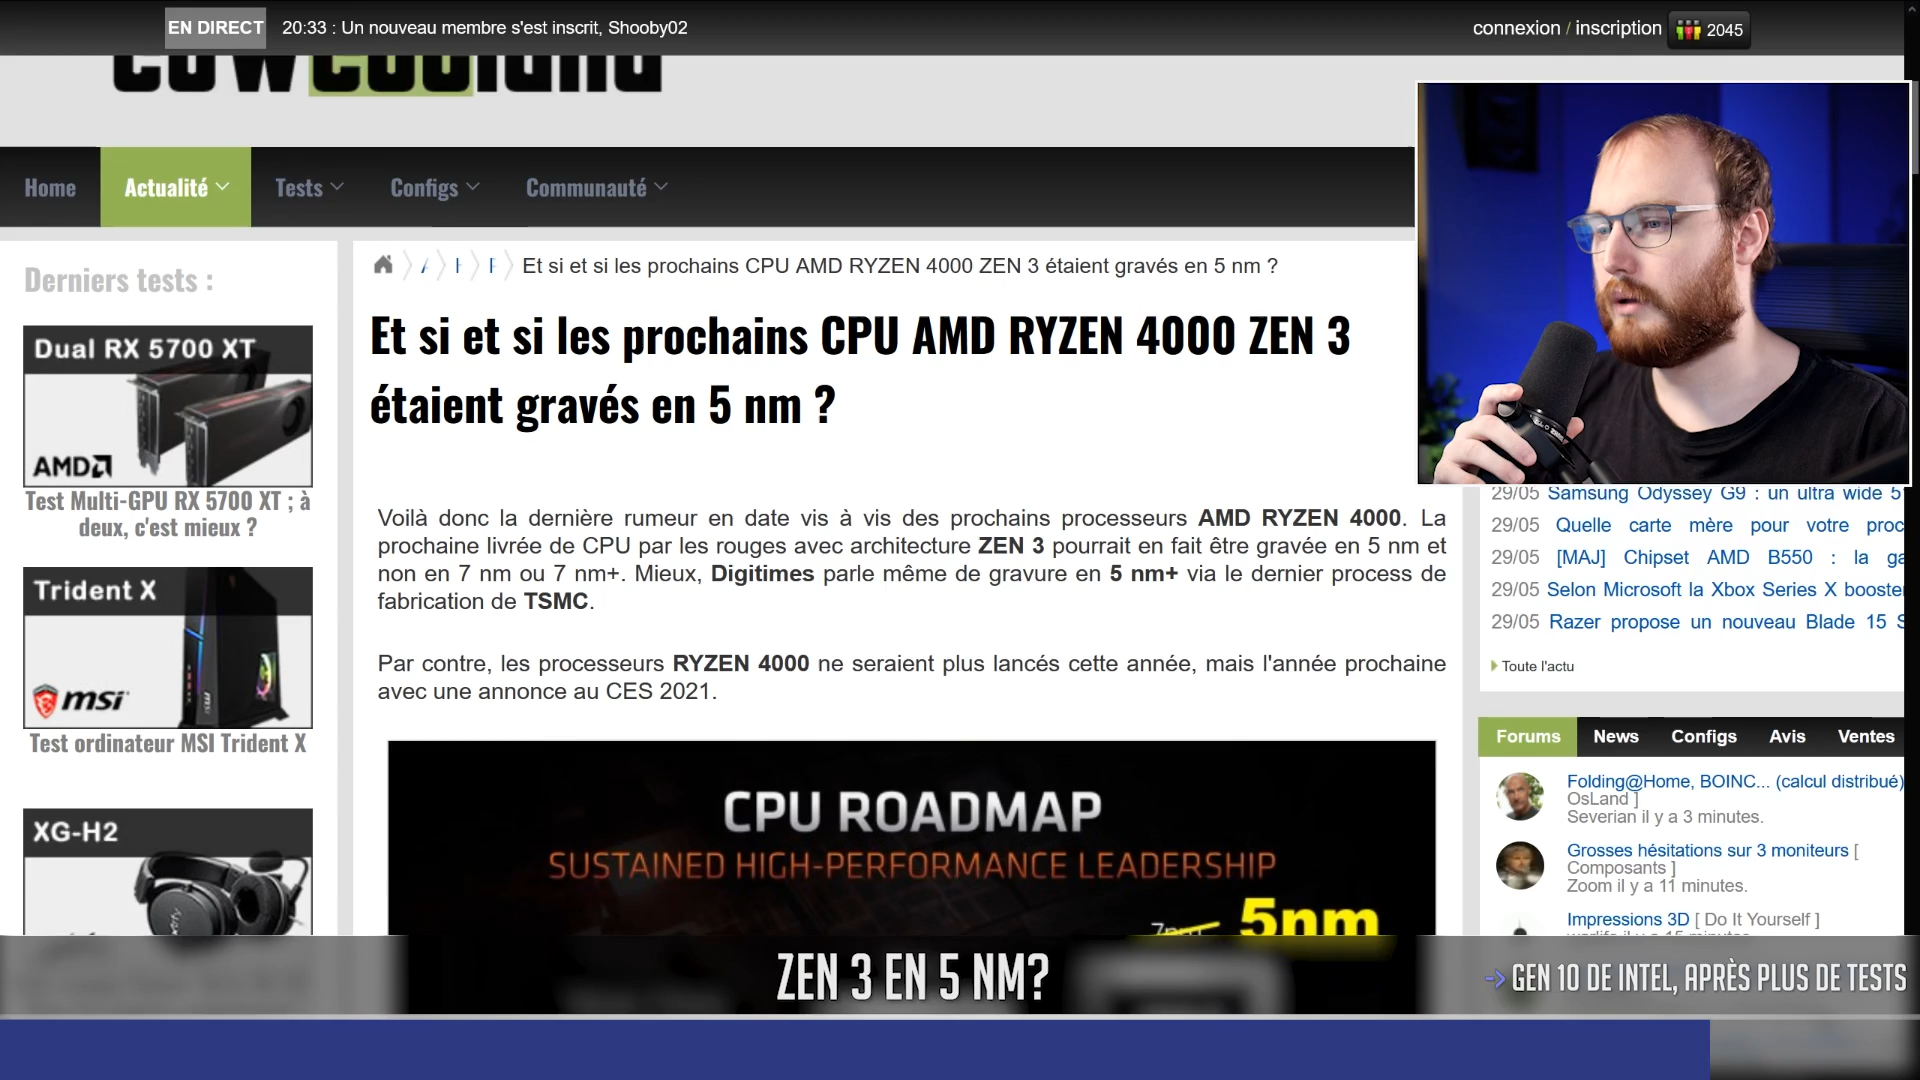 EN DIRECT 20:33 : Un nouveau membre s'est inscrit, Shooby02
connexion / inscription 2045
cowcotland
Home Actualité Tests Configs Communauté
Derniers tests :
Dual RX 5700 XT
AMD
Test Multi-GPU RX 5700 XT ; à
deux, c'est mieux ?
Trident X
msi
Test ordinateur MSI Trident X
XG-H2
Et si et si les prochains CPU AMD RYZEN 4000 ZEN 3 étaient gravés en 5 nm ?
Et si et si les prochains CPU AMD RYZEN 4000 ZEN 3
étaient gravés en 5 nm ?
Voilà donc la dernière rumeur en date vis à vis des prochains processeurs AMD RYZEN 4000. La
prochaine livrée de CPU par les rouges avec architecture ZEN 3 pourrait en fait être gravée en 5 nm et
non en 7 nm ou 7 nm+. Mieux, Digitimes parle même de gravure en 5 nm+ via le dernier process de
fabrication de TSMC.
Par contre, les processeurs RYZEN 4000 ne seraient plus lancés cette année, mais l'année prochaine
avec une annonce au CES 2021.
CPU ROADMAP
SUSTAINED HIGH-PERFORMANCE LEADERSHIP
7nm 5nm
29/05 Samsung Odyssey G9 : un ultra wide 5
29/05 Quelle carte mère pour votre proc
29/05 [MAJ] Chipset AMD B550 : la ga
29/05 Selon Microsoft la Xbox Series X booste
29/05 Razer propose un nouveau Blade 15 S
Toute l'actu
Forums News Configs Avis Ventes
Folding@Home, BOINC... (calcul distribué)
OsLand ]
Severian il y a 3 minutes.
Grosses hésitations sur 3 moniteurs [
Composants ]
Zoom il y a 11 minutes.
Impressions 3D [ Do It Yourself ]
ZEN 3 EN 5 NM?
-> GEN 10 DE INTEL, APRÈS PLUS DE TESTS